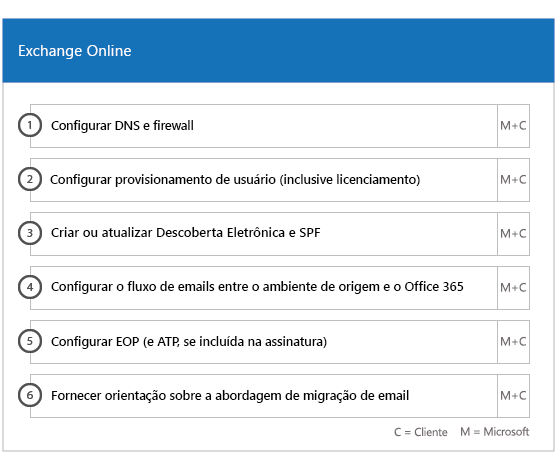 Exchange Online
1 Configurar DNS e firewall M+C
2 Configurar provisionamento de usuário (inclusive licenciamento) M+C
3 Criar ou atualizar Descoberta Eletrônica e SPF M+C
4 Configurar o fluxo de emails entre o ambiente de origem e o Office 365 M+C
5 Configurar EOP (e ATP, se incluída na assinatura) M+C
6 Fornecer orientação sobre a abordagem de migração de email M+C
C = Cliente M = Microsoft